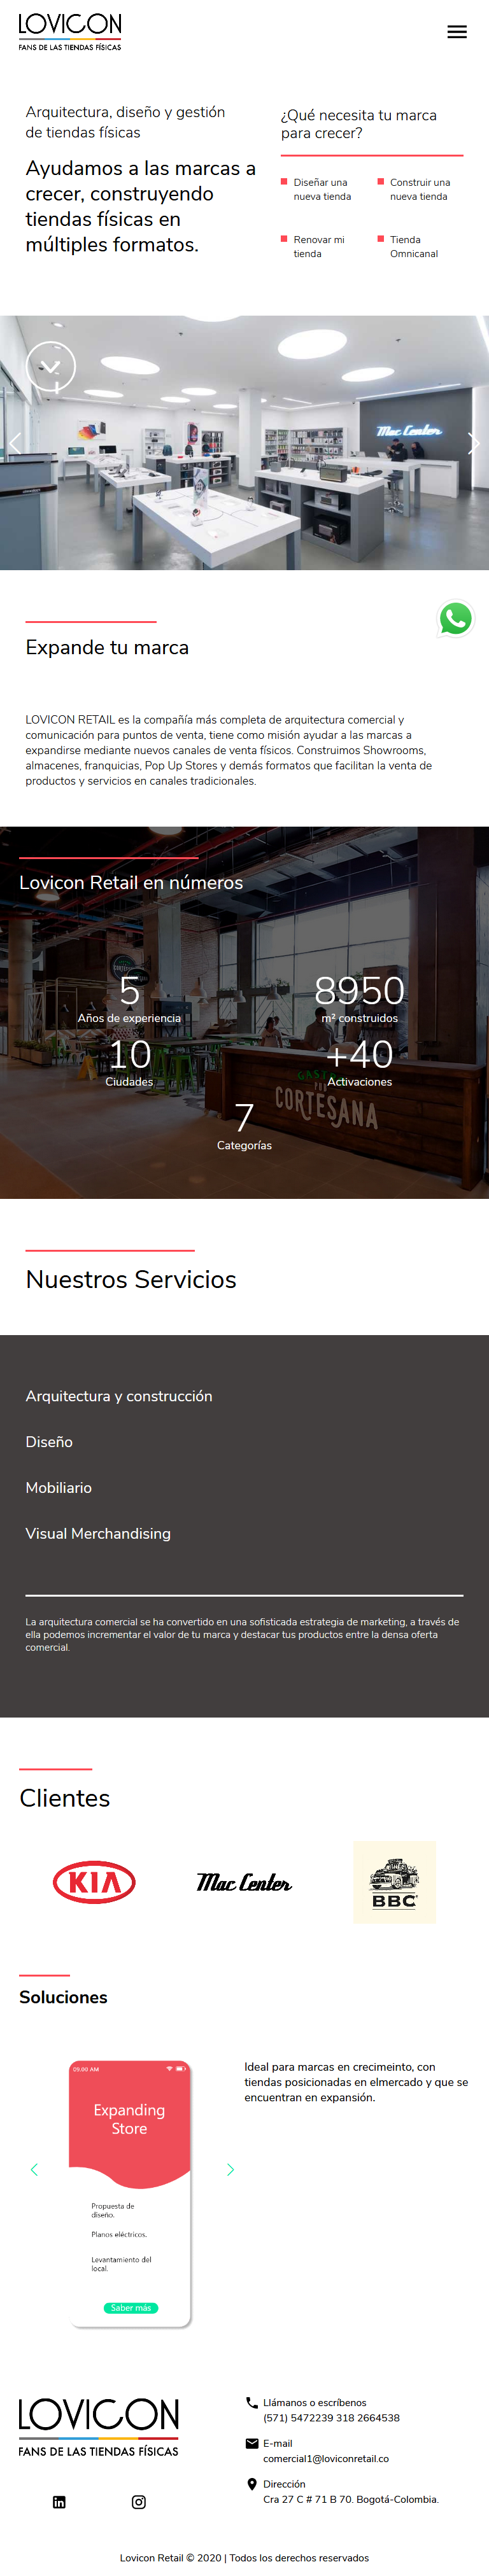 LOVICON
FANS DE LAS TIENDAS FÍSICAS
Arquitectura, diseño y gestión
de tiendas físicas
Ayudamos a las marcas a
crecer, construyendo
tiendas físicas en
múltiples formatos.
¿Qué necesita tu marca
para crecer?
Diseñar una
nueva tienda
Construir una
nueva tienda
Renovar mi
tienda
Tienda
Omnicanal
Mac Center
Expande tu marca
LOVICON RETAIL es la compañía más completa de arquitectura comercial y
comunicación para puntos de venta, tiene como misión ayudar a las marcas a
expandirse mediante nuevos canales de venta físicos. Construimos Showrooms,
almacenes, franquicias, Pop Up Stores y demás formatos que facilitan la venta de
productos y servicios en canales tradicionales.
Lovicon Retail en números
5
Años de experiencia
8950
m² construidos
10
Ciudades
+40
Activaciones
GASTRO
POR
CORTESANA
7
Categorías
Nuestros Servicios
Arquitectura y construcción
Diseño
Mobiliario
Visual Merchandising
La arquitectura comercial se ha convertido en una sofisticada estrategia de marketing, a través de
ella podemos incrementar el valor de tu marca y destacar tus productos entre la densa oferta
comercial.
Clientes
KIA
Mac Center
BBC
Soluciones
09:00 AM
Expanding
Store
Propuesta de
diseño.
Planos eléctricos.
Levantamiento del
local.
Saber más
Ideal para marcas en crecimeinto, con
tiendas posicionadas en elmercado y que se
encuentran en expansión.
LOVICON
FANS DE LAS TIENDAS FÍSICAS
Llámanos o escríbenos
(571) 5472239 318 2664538
E-mail
comercial1@loviconretail.co
Dirección
Cra 27 C # 71 B 70. Bogotá-Colombia.
Lovicon Retail © 2020 | Todos los derechos reservados